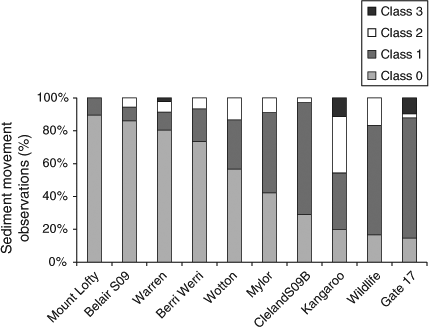 Class 3
Class 2
Class 1
Class 0
Sediment movement
observations (%)
100%
80%
60%
40%
20%
0%
Mount Lofty
Belair S09
Warren
Berri Werri
Wotton
Mylor
ClelandS09B
Kangaroo
Wildlife
Gate 17